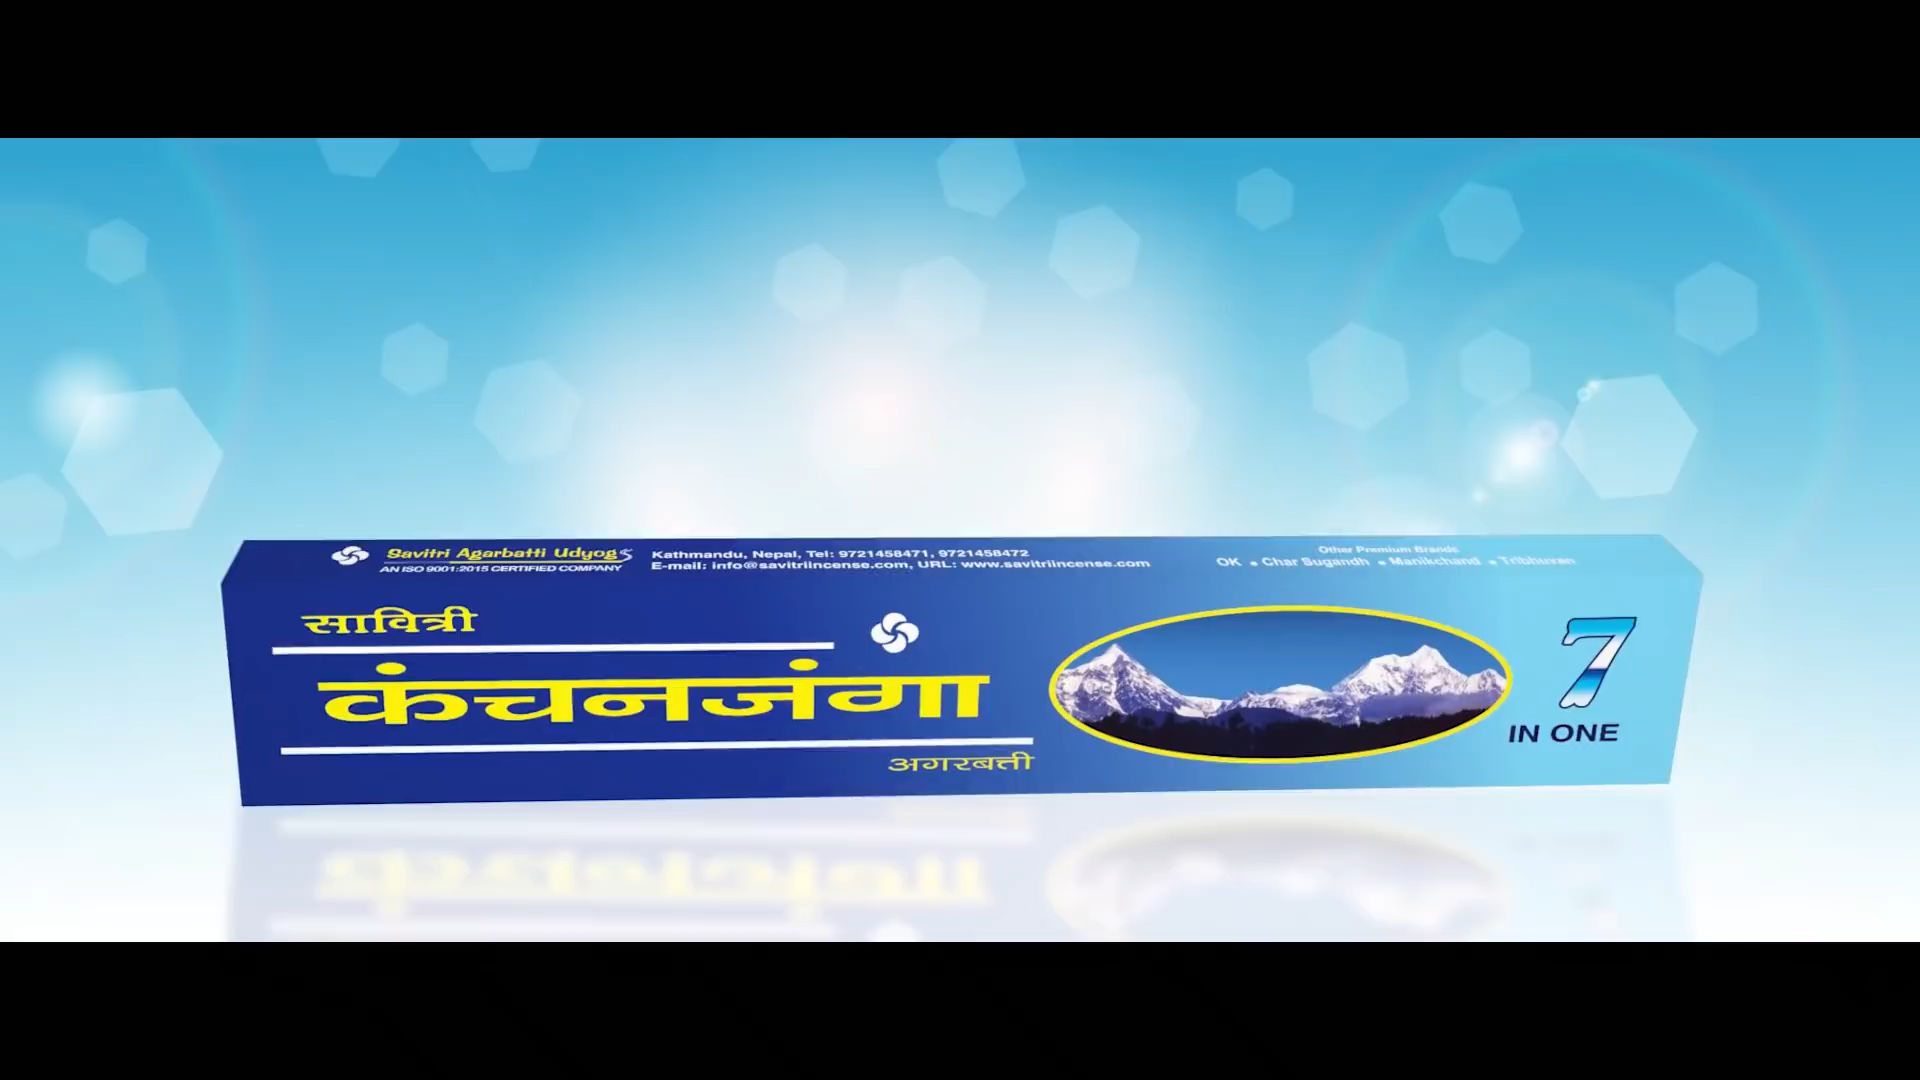 Savitri Agarbatti Udyog
AN ISO 9001:2015 CERTIFIED COMPANY
Kathmandu, Nepal, Tel: 9721458471, 9721458472
E-mail: info@savitriincense.com, URL: www.savitriincense.com
Other Premium Brands
OK • Char Sugandh • Manikchand • Tribhuvan
सावित्री
कंचनजंगा
अगरबत्ती
7
IN ONE